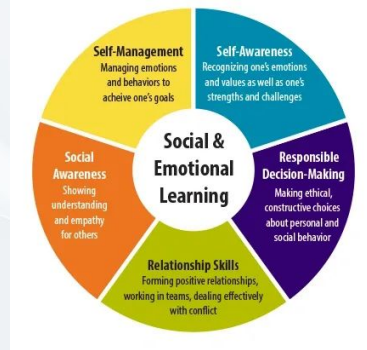 Self-Management
Managing emotions
and behaviors to
acheive one's goals
Self-Awareness
Recognizing one's emotions
and values as well as one's
strengths and challenges
Social
Awareness
Showing
understanding
and empathy
for others
Social &
Emotional
Learning
Responsible
Decision-Making
Making ethical,
constructive choices
about personal and
social behavior
Relationship Skills
Forming positive relationships,
working in teams, dealing effectively
with conflict